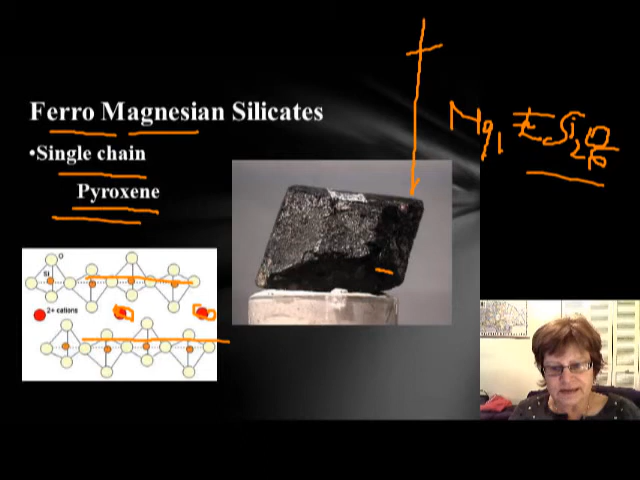 Ferro Magnesian Silicates
•Single chain
Pyroxene
O
Si
2+ cations